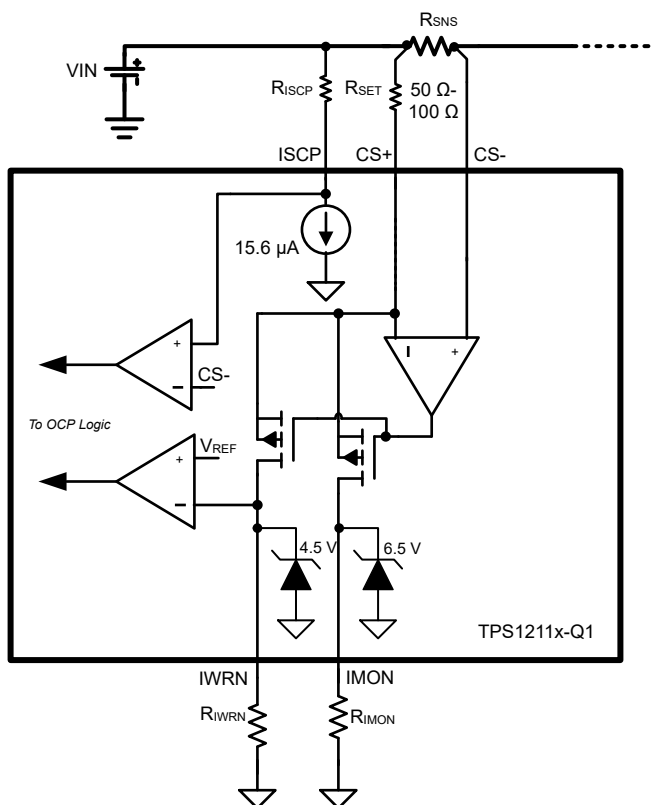 RSNS
VIN
RISCP
RSET
50 Ω-
100 Ω
ISCP
CS+
CS-
15.6 µA
+
−
CS-
I
+
To OCP Logic
VREF
+
−
4.5 V
6.5 V
TPS1211x-Q1
IWRN
IMON
RIWRN
RIMON